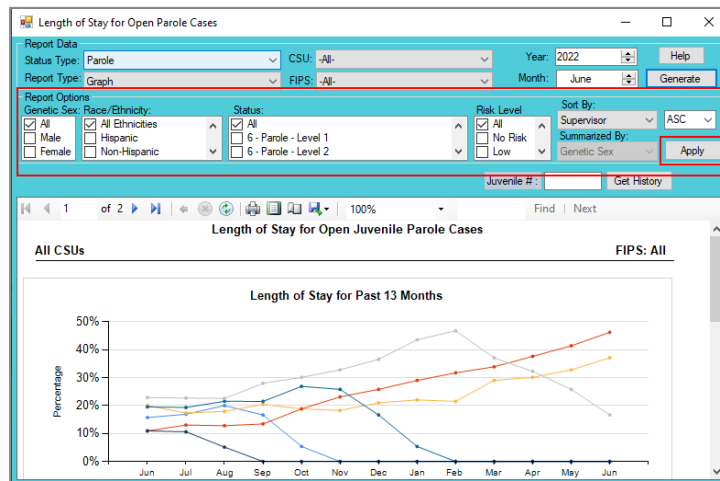 Length of Stay for Open Parole Cases
Report Data
Status Type: Parole CSU: -All- Year: 2022 Help
Report Type: Graph FIPS: -All- Month: June Generate
Report Options
Genetic Sex: Race/Ethnicity: Status: Risk Level Sort By:
All All Ethnicities All All Supervisor ASC
Male Hispanic 6 - Parole - Level 1 No Risk Summarized By:
Female Non-Hispanic 6 - Parole - Level 2 Low Genetic Sex Apply
Juvenile # : Get History
1 of 2 100% Find | Next
Length of Stay for Open Juvenile Parole Cases
All CSUs FIPS: All
Length of Stay for Past 13 Months
50%
40%
30%
20%
10%
0%
Percentage
Jun Jul Aug Sep Oct Nov Dec Jan Feb Mar Apr May Jun